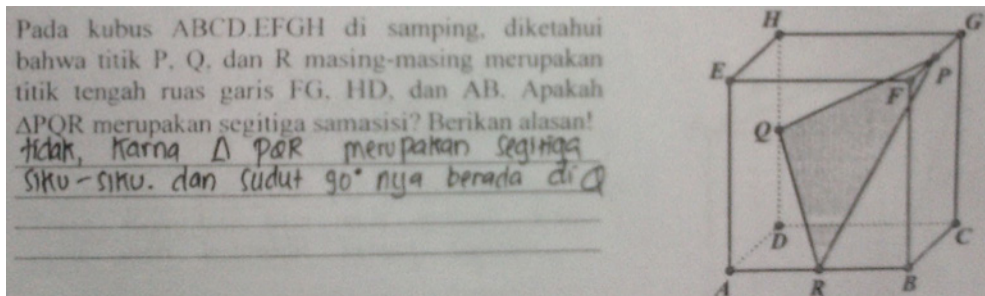 Pada kubus ABCD.EFGH di samping, diketahui
bahwa titik P, Q, dan R masing-masing merupakan
titik tengah ruas garis FG, HD, dan AB. Apakah
ΔPQR merupakan segitiga samasisi? Berikan alasan!
tidak, karna Δ PQR merupakan segitiga
siku-siku. dan sudut 90° nya berada di Q
H
G
E
P
F
Q
D
C
A
R
B